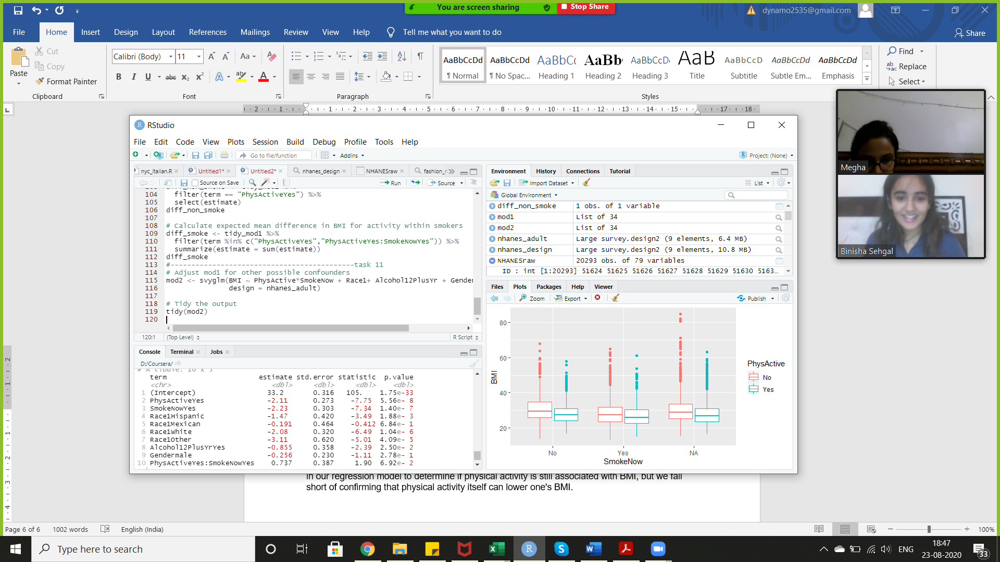 You are screen sharing
Stop Share
dynamo2535@gmail.com
File Home Insert Design Layout References Mailings Review View Help Tell me what you want to do
Share
Paste
Cut
Copy
Format Painter
Clipboard
Calibri (Body) 11
Font
Paragraph
AaBbCcDd AaBbCcDd AaBbCc AaBb AaBbCcD AaB AaBbCcD AaBbCcDd AaBbCcDd
¶ Normal ¶ No Spac... Heading 1 Heading 2 Heading 3 Title Subtitle Subtle Em... Emphasis
Styles
Find
Replace
Select
2 1 1 2 3 4 5 6 7 8 9 10 11 12 13 14 15 17 18
Megha
Binisha Sehgal
RStudio
File Edit Code View Plots Session Build Debug Profile Tools Help
Go to file/function
Addins
Project: (None)
nyc_italian.R Untitled1* Untitled2* nhanes_design NHANESraw
Source on Save
Run
Source
104 filter(term == "PhysActiveYes") %>%
105 select(estimate)
106 diff_non_smoke
107
108 # Calculate expected mean difference in BMI for activity within smokers
109 diff_smoke <- tidy_mod1 %>%
110 filter(term %in% c("PhysActiveYes","PhysActiveYes:SmokeNowYes")) %>%
111 summarize(estimate = sum(estimate))
112 diff_smoke
113 #--------------------------------------------task 11
114 # Adjust mod1 for other possible confounders
115 mod2 <- svyglm(BMI ~ PhysActive*SmokeNow + Race1+ Alcohol12PlusYr +
116 design = nhanes_adult)
117
118 # Tidy the output
119 tidy(mod2)
120
120:1 (Top Level) R Script
Console Terminal Jobs
D:/Coursera/
term estimate std.error statistic p.value
<chr> <dbl> <dbl> <dbl> <dbl>
1 (Intercept) 33.2 0.316 105. 1.75e-33
2 PhysActiveYes -2.11 0.273 -7.75 5.56e- 8
3 SmokeNowYes -2.23 0.303 -7.34 1.40e- 7
4 Race1Hispanic -1.47 0.420 -3.49 1.88e- 3
5 Race1Mexican -0.191 0.464 -0.412 6.84e- 1
6 Race1White -2.08 0.320 -6.49 1.04e- 6
7 Race1Other -3.11 0.620 -5.01 4.09e- 5
8 Alcohol12PlusYrYes -0.855 0.358 -2.39 2.50e- 2
9 Gendermale -0.256 0.230 -1.11 2.78e- 1
10 PhysActiveYes:SmokeNowYes 0.737 0.387 1.90 6.92e- 2
Environment History Connections Tutorial
Import Dataset
List
Global Environment
diff_non_smoke 1 obs. of 1 variable
mod1 List of 34
mod2 List of 34
nhanes_adult Large survey.design2 (9 elements, 6.4 MB)
nhanes_design Large survey.design2 (9 elements, 10.8 MB)
NHANESraw 20293 obs. of 79 variables
ID : int [1:20293] 51624 51625 51626 51627 51628 51629 51630 5163...
Files Plots Packages Help Viewer
Zoom Export
Publish
80
60
40
20
BMI
No Yes NA
SmokeNow
PhysActive
No
Yes
in our regression model to determine if physical activity is still associated with BMI, but we fall
short of confirming that physical activity itself can lower one's BMI.
Page 6 of 6 1002 words English (India)
100%
Type here to search
ENG
18:47
23-08-2020
33